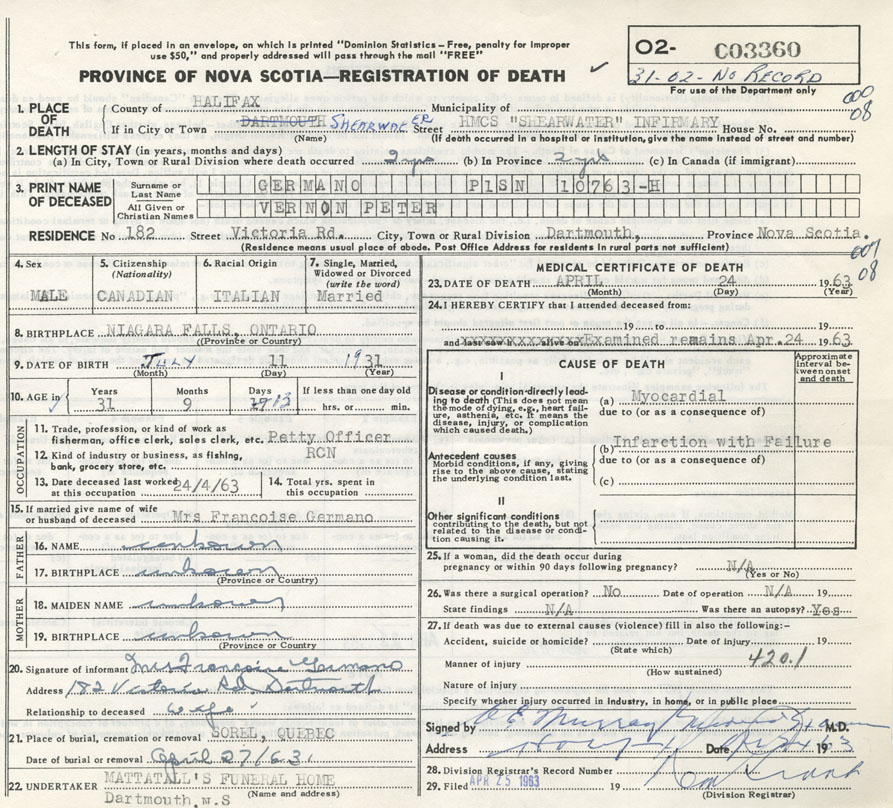 This form, if placed in an envelope, on which is printed "Dominion Statistics – Free, penalty for improper
use $50," and properly addressed will pass through the mail "FREE"
PROVINCE OF NOVA SCOTIA—REGISTRATION OF DEATH ✓
02- C03360
31-02- NO RECORD
For use of the Department only
000
08
1. PLACE OF DEATH
County of HALIFAX Municipality of
If in City or Town DARTMOUTH SHEARWATER Street HMCS "SHEARWATER" INFIRMARY House No.
(Name) (If death occurred in a hospital or institution, give the name instead of street and number)
2. LENGTH OF STAY (in years, months and days)
(a) In City, Town or Rural Division where death occurred 2 yrs (b) In Province 2 yrs (c) In Canada (if immigrant)
3. PRINT NAME OF DECEASED
Surname or Last Name GERMANO P1SN 10763-H
All Given or Christian Names VERNON PETER
RESIDENCE No 182 Street Victoria Rd. City, Town or Rural Division Dartmouth, Province Nova Scotia.
(Residence means usual place of abode. Post Office Address for residents in rural parts not sufficient)
007
08
4. Sex
MALE
5. Citizenship
(Nationality)
CANADIAN
6. Racial Origin
ITALIAN
7. Single, Married,
Widowed or Divorced
(write the word)
Married
8. BIRTHPLACE NIAGARA FALLS, ONTARIO
(Province or Country)
9. DATE OF BIRTH JULY 11 1931
(Month) (Day) (Year)
10. AGE in
Years Months Days If less than one day old
31 9 13 hrs. or min.
OCCUPATION
11. Trade, profession, or kind of work as
fisherman, office clerk, sales clerk, etc. Petty Officer
12. Kind of industry or business, as fishing,
bank, grocery store, etc. RCN
13. Date deceased last worked
at this occupation 24/4/63
14. Total yrs. spent in
this occupation
15. If married give name of wife
or husband of deceased Mrs Francoise Germano
FATHER
16. NAME unknown
17. BIRTHPLACE unknown
(Province or Country)
MOTHER
18. MAIDEN NAME unknown
19. BIRTHPLACE unknown
(Province or Country)
20. Signature of informant Mrs Françoise Germano
Address 182 Victoria Rd. Dartmouth
Relationship to deceased wife
21. Place of burial, cremation or removal SOREL, QUEBEC
Date of burial or removal April 27/63
22. UNDERTAKER MATTATALL'S FUNERAL HOME
(Name and address)
Dartmouth, N.S
MEDICAL CERTIFICATE OF DEATH
23. DATE OF DEATH APRIL 24 1963
(Month) (Day) (Year)
24. I HEREBY CERTIFY that I attended deceased from:
19 to 19
and last saw h alive on Examined remains Apr. 24 1963
CAUSE OF DEATH
Approximate
interval between
onset
and death
I
Disease or condition directly leading
to death (This does not mean
the mode of dying, e.g., heart failure,
asthenia, etc. It means the
disease, injury, or complication
which caused death.)
(a) Myocardial
due to (or as a consequence of)
Antecedent causes
Morbid conditions, if any, giving
rise to the above cause, stating
the underlying condition last.
(b) Infarction with Failure
due to (or as a consequence of)
(c)
II
Other significant conditions
contributing to the death, but not
related to the disease or condition
causing it.
25. If a woman, did the death occur during
pregnancy or within 90 days following pregnancy? N/A
(Yes or No)
26. Was there a surgical operation? No Date of operation N/A 19
State findings N/A Was there an autopsy? Yes
27. If death was due to external causes (violence) fill in also the following:–
Accident, suicide or homicide? Date of injury 19
(State which)
Manner of injury 420.1
(How sustained)
Nature of injury
Specify whether injury occurred in Industry, in home, or in public place
Signed by Murray M.D.
Address Date 1963
28. Division Registrar's Record Number
29. Filed APR 25 1963 19
(Division Registrar)